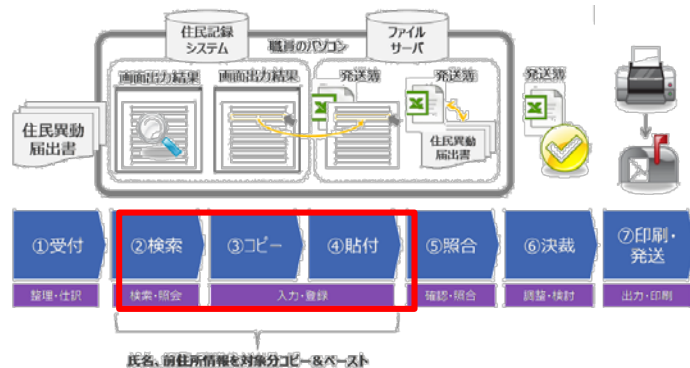 住民記録
システム
職員のパソコン
ファイル
サーバ
画面出力結果
画面出力結果
発送簿
発送簿
発送簿
住民異動
届出書
住民異動
届出書
①受付
②検索
③コピー
④貼付
⑤照合
⑥決裁
⑦印刷・
発送
整理・仕訳
検索・照会
入力・登録
確認・照合
調整・検討
出力・印刷
氏名、前住所情報を対象分コピー&ペースト